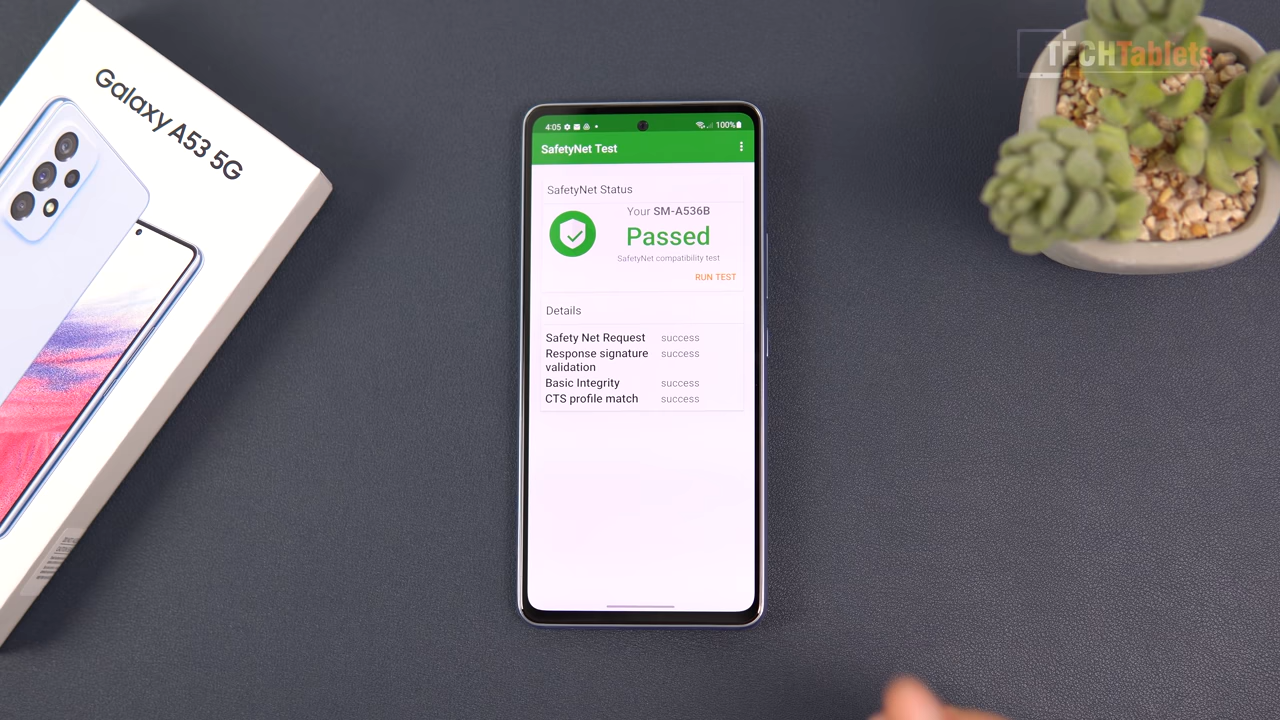 Galaxy A53 5G
TECHTablets
4:05
100%
SafetyNet Test
SafetyNet Status
Your SM-A536B
Passed
SafetyNet compatibility test
RUN TEST
Details
Safety Net Request success
Response signature success
validation
Basic Integrity success
CTS profile match success